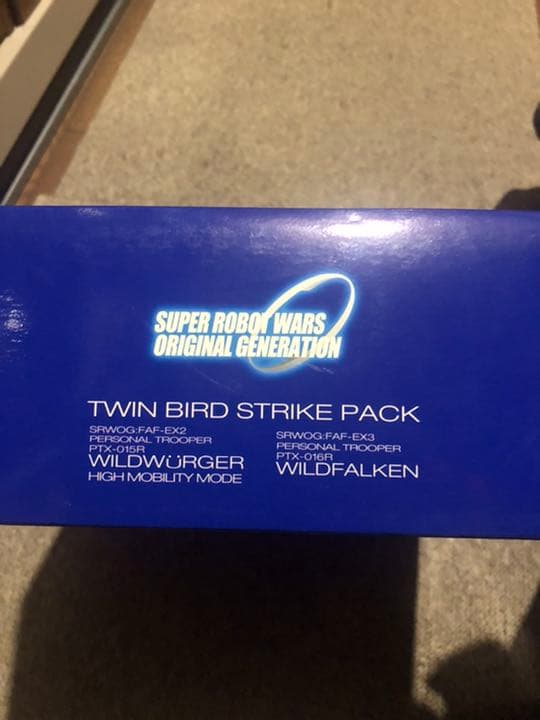 SUPER ROBOT WARS
ORIGINAL GENERATION
TWIN BIRD STRIKE PACK
SRWOG:FAF-EX2
PERSONAL TROOPER
PTX-015R
WILDWÜRGER
HIGH MOBILITY MODE
SRWOG:FAF-EX3
PERSONAL TROOPER
PTX-016R
WILDFALKEN